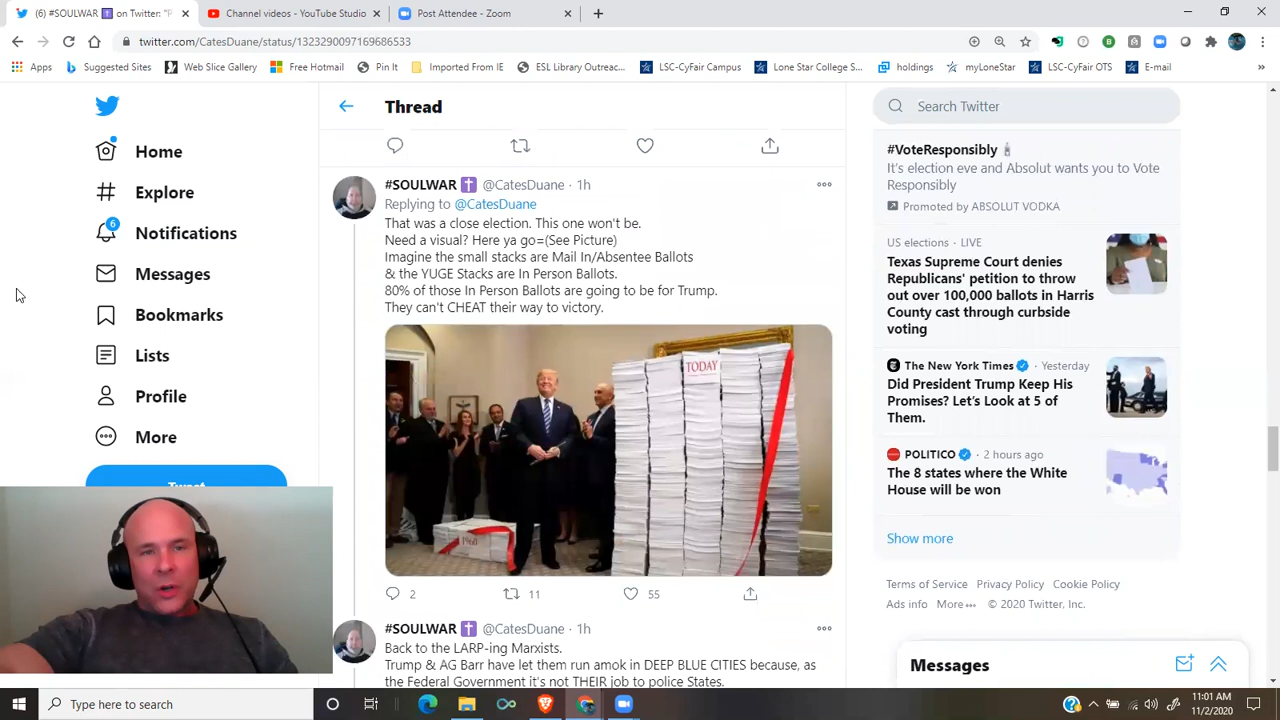 (6) #SOULWAR ✝ on Twitter: "P
Channel videos - YouTube Studio
Post Attendee - Zoom
twitter.com/CatesDuane/status/1323290097169686533
Apps
Suggested Sites
Web Slice Gallery
Free Hotmail
Pin It
Imported From IE
ESL Library Outreac...
LSC-CyFair Campus
Lone Star College S...
holdings
myLoneStar
LSC-CyFair OTS
E-mail
»
Home
Explore
6
Notifications
Messages
Bookmarks
Lists
Profile
More
Tweet
Thread
#SOULWAR ✝ @CatesDuane · 1h
Replying to @CatesDuane
That was a close election. This one won't be.
Need a visual? Here ya go=(See Picture)
Imagine the small stacks are Mail In/Absentee Ballots
& the YUGE Stacks are In Person Ballots.
80% of those In Person Ballots are going to be for Trump.
They can't CHEAT their way to victory.
TODAY
1960
2
11
55
#SOULWAR ✝ @CatesDuane · 1h
Back to the LARP-ing Marxists.
Trump & AG Barr have let them run amok in DEEP BLUE CITIES because, as
the Federal Government it's not THEIR job to police States.
Search Twitter
#VoteResponsibly
It's election eve and Absolut wants you to Vote
Responsibly
Promoted by ABSOLUT VODKA
US elections · LIVE
Texas Supreme Court denies
Republicans' petition to throw
out over 100,000 ballots in Harris
County cast through curbside
voting
The New York Times · Yesterday
Did President Trump Keep His
Promises? Let's Look at 5 of
Them.
POLITICO · 2 hours ago
The 8 states where the White
House will be won
Show more
Terms of Service Privacy Policy Cookie Policy
Ads info More ··· © 2020 Twitter, Inc.
Messages
Type here to search
11:01 AM
11/2/2020